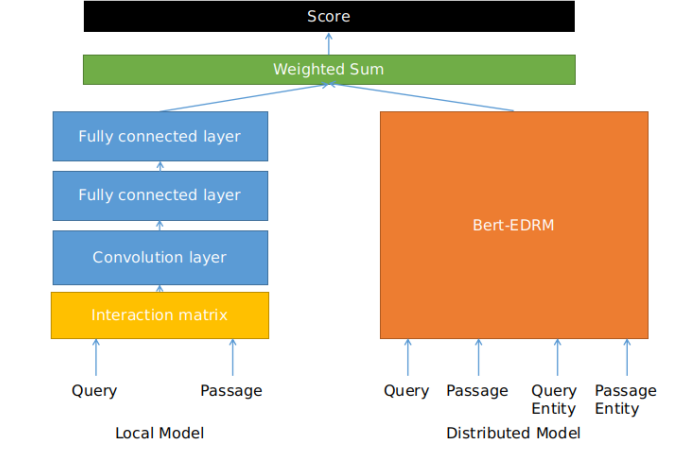 Score
Weighted Sum
Fully connected layer
Fully connected layer
Convolution layer
Interaction matrix
Bert-EDRM
Query
Passage
Query
Passage
Query
Entity
Passage
Entity
Local Model
Distributed Model